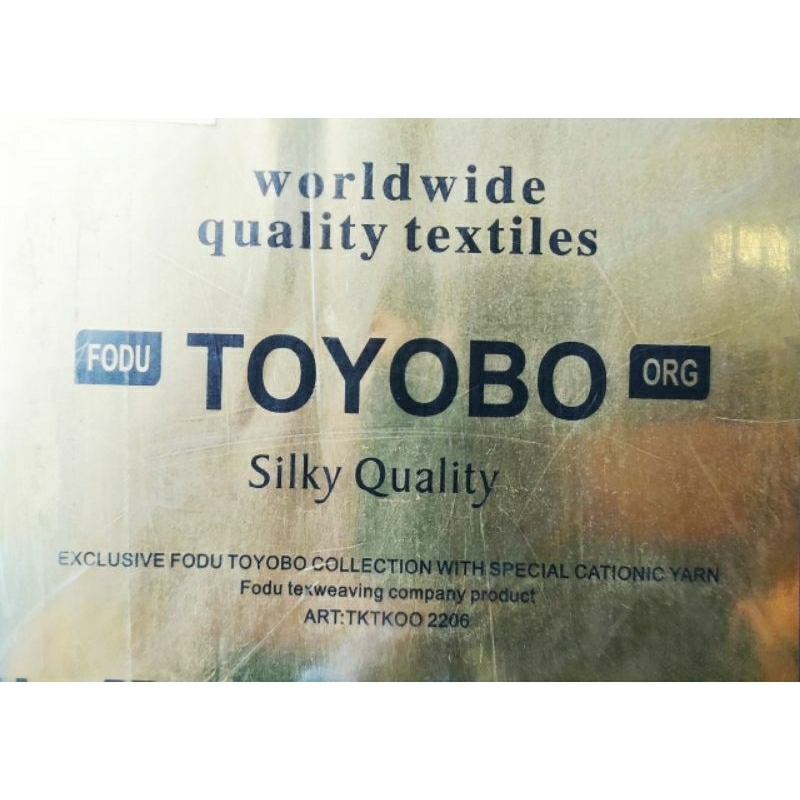 worldwide
quality textiles
FODU TOYOBO ORG
Silky Quality
EXCLUSIVE FODU TOYOBO COLLECTION WITH SPECIAL CATIONIC YARN
Fodu texweaving company product
ART:TKTKOO 2206